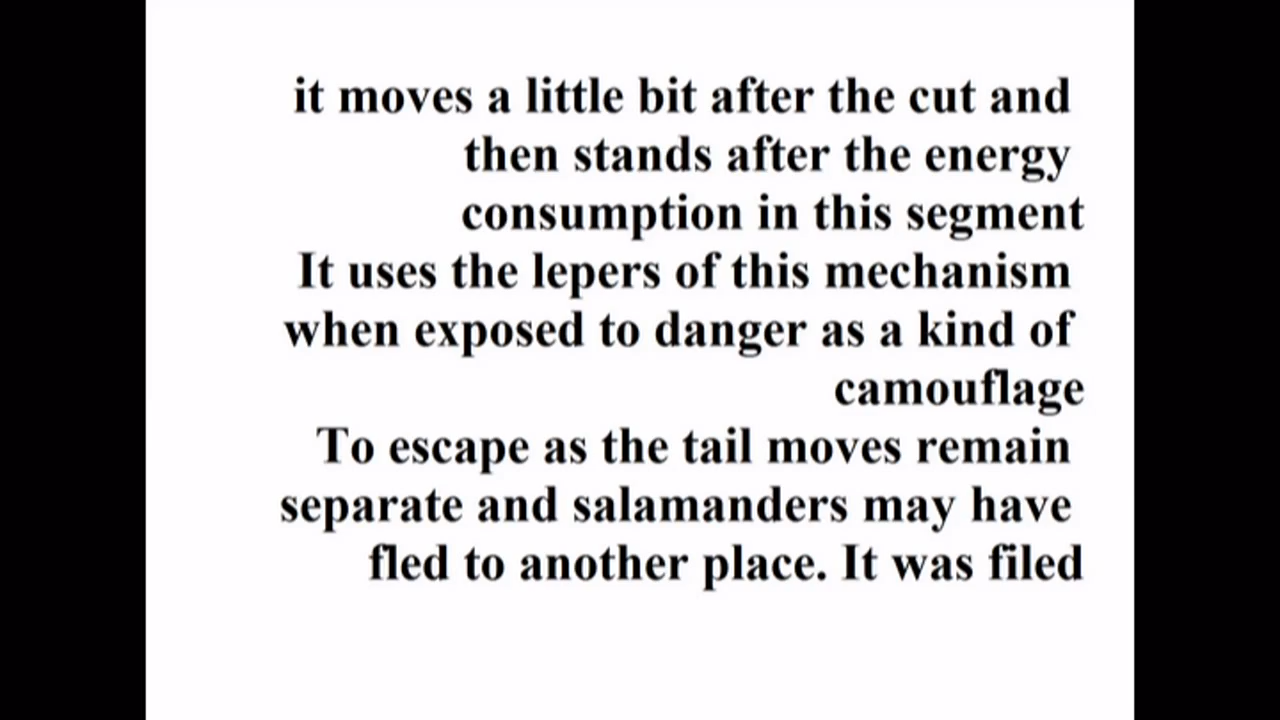 it moves a little bit after the cut and
then stands after the energy
consumption in this segment
It uses the lepers of this mechanism
when exposed to danger as a kind of
camouflage
To escape as the tail moves remain
separate and salamanders may have
fled to another place. It was filed